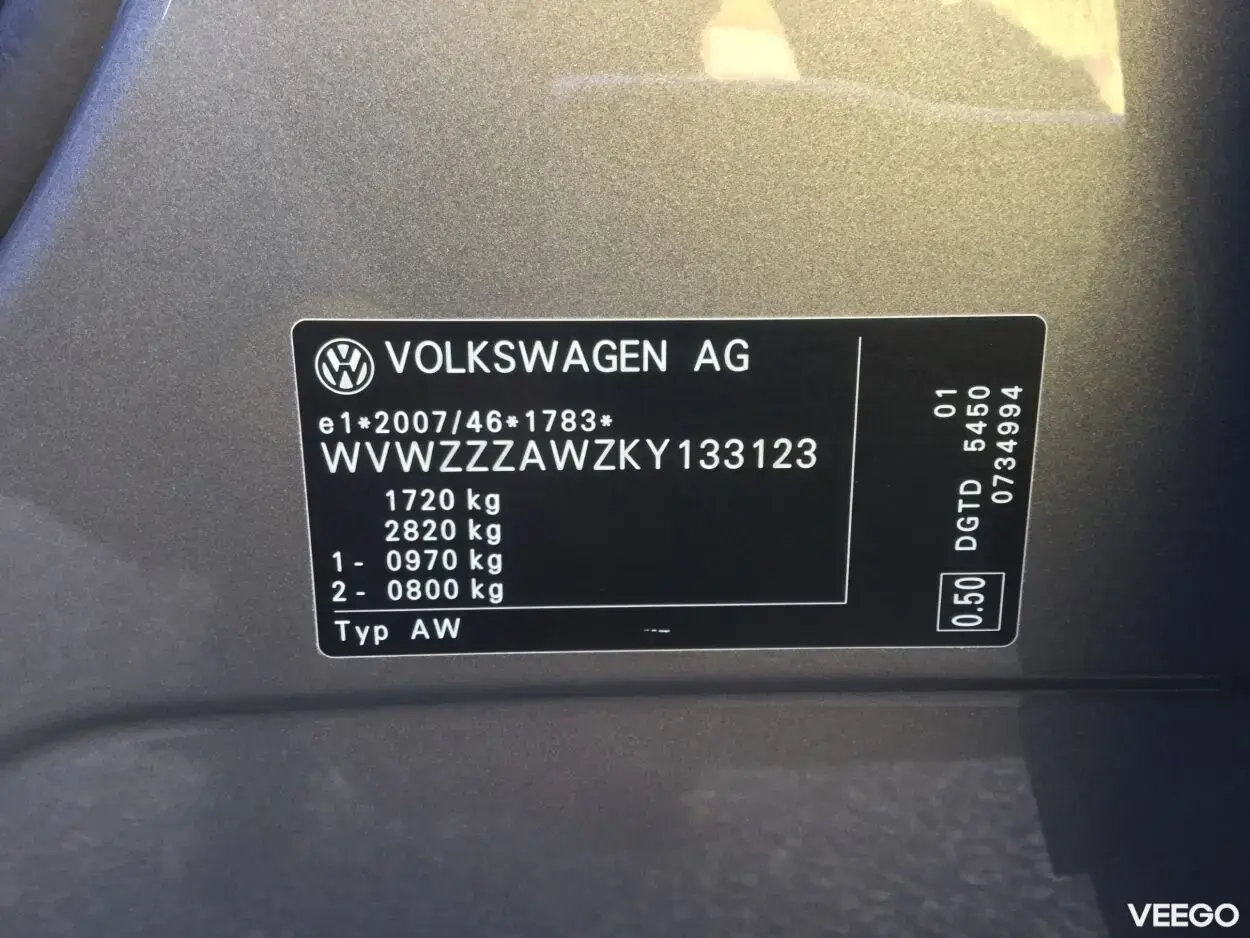 VOLKSWAGEN AG
e1*2007/46*1783*
WVWZZZAWZKY133123
1720 kg
2820 kg
1- 0970 kg
2- 0800 kg
Typ AW
01
DGTD 5450
0734994
0.50
VEEGO